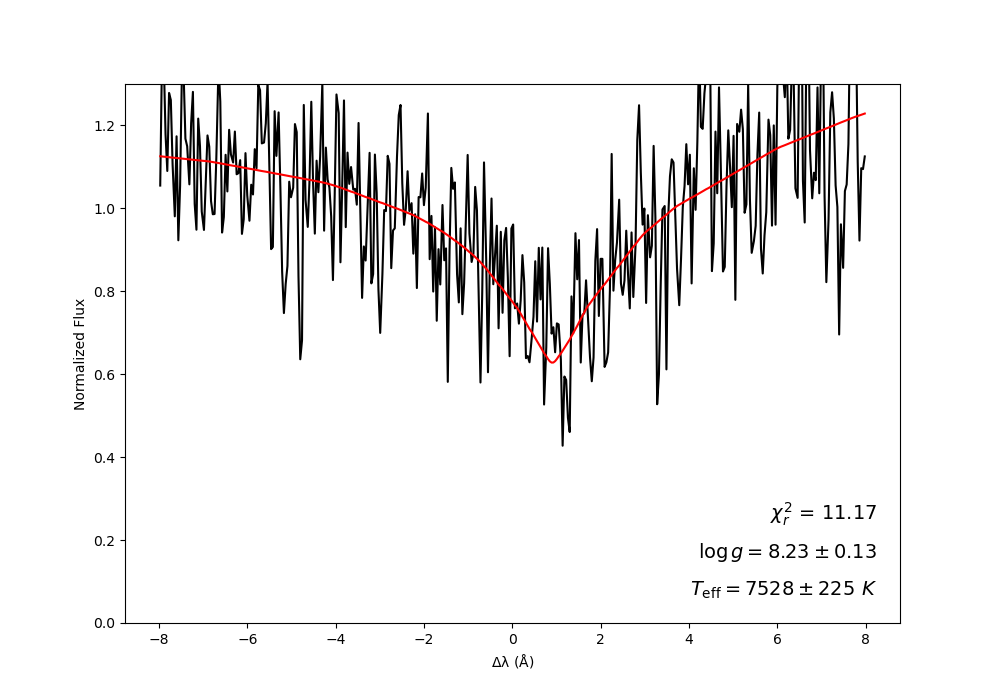 1.2
1.0
0.8
0.6
0.4
0.2
0.0
Normalized Flux
χ²ᵣ = 11.17
log g = 8.23 ± 0.13
T_eff = 7528 ± 225 K
−8 −6 −4 −2 0 2 4 6 8
Δλ (Å)